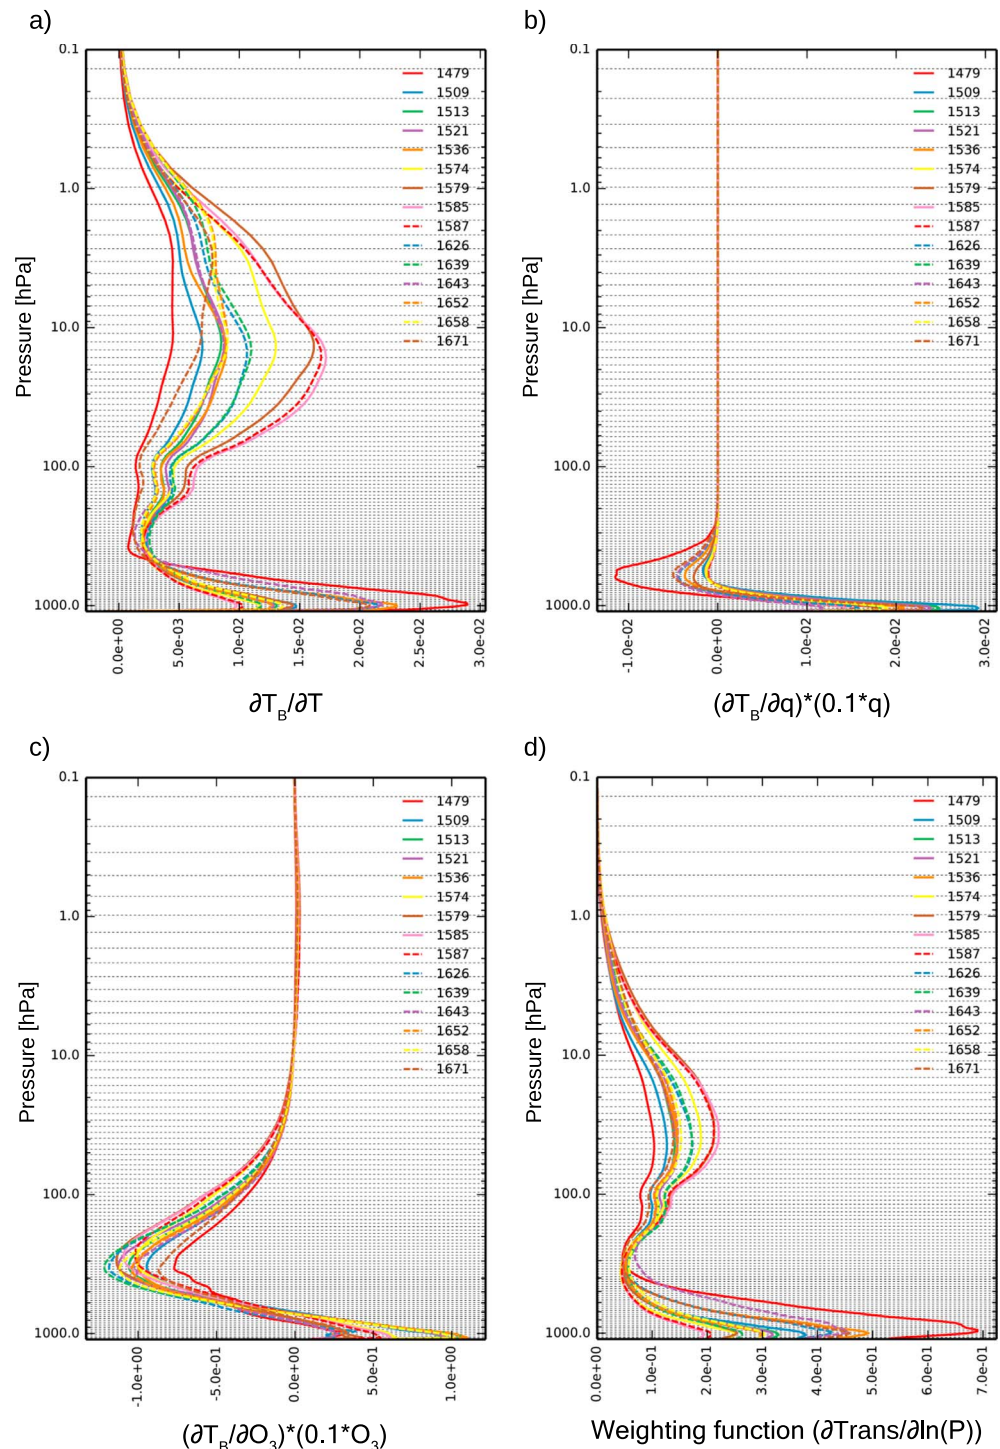 a)
0.1
1.0
10.0
100.0
1000.0
Pressure [hPa]
1479
1509
1513
1521
1536
1574
1579
1585
1587
1626
1639
1643
1652
1658
1671
0.0e+00
5.0e-03
1.0e-02
1.5e-02
2.0e-02
2.5e-02
3.0e-02
∂T_B/∂T
b)
0.1
1.0
10.0
100.0
1000.0
Pressure [hPa]
1479
1509
1513
1521
1536
1574
1579
1585
1587
1626
1639
1643
1652
1658
1671
-1.0e-02
0.0e+00
1.0e-02
2.0e-02
3.0e-02
(∂T_B/∂q)*(0.1*q)
c)
0.1
1.0
10.0
100.0
1000.0
Pressure [hPa]
1479
1509
1513
1521
1536
1574
1579
1585
1587
1626
1639
1643
1652
1658
1671
-1.0e+01
-5.0e-01
0.0e+00
5.0e-01
1.0e+01
(∂T_B/∂O_3)*(0.1*O_3)
d)
0.1
1.0
10.0
100.0
1000.0
Pressure [hPa]
1479
1509
1513
1521
1536
1574
1579
1585
1587
1626
1639
1643
1652
1658
1671
0.0e+00
1.0e-01
2.0e-01
3.0e-01
4.0e-01
5.0e-01
6.0e-01
7.0e-01
Weighting function (∂Trans/∂ln(P))